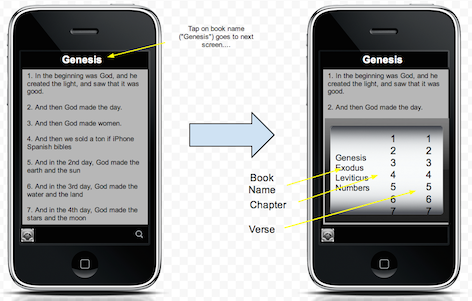 Genesis
1. In the beginning was God, and he
created the light, and saw that it was
good.
2. And then God made the day.
3. And then God made women.
4. And then we sold a ton if iPhone
Spanish bibles
5. And in the 2nd day, God made the
earth and the sun
6. And in the 3rd day, God made the
water and the land
7. And in the 4th day, God made the
stars and the moon
Tap on book name
("Genesis") goes to next
screen....
Book
Name
Chapter
Verse
Genesis
1. In the beginning was God, and he
created the light, and saw that it was
good.
2. And then God made the day.
1 1
2 2
Genesis
Exodus 3 3
Leviticus 4 4
Numbers 5 5
6 6
7 7